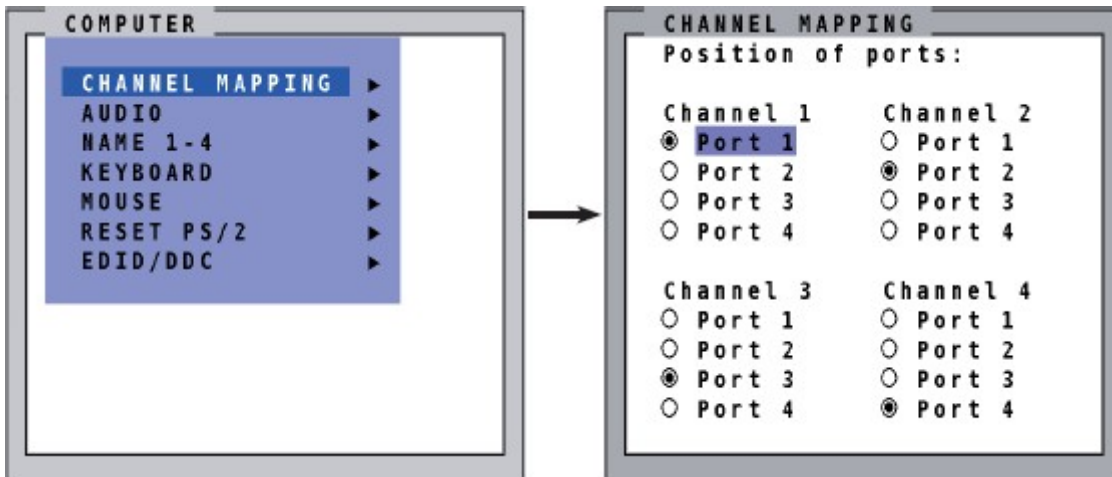 COMPUTER
CHANNEL MAPPING
AUDIO
NAME 1-4
KEYBOARD
MOUSE
RESET PS/2
EDID/DDC
CHANNEL MAPPING
Position of ports:
Channel 1
Port 1
Port 2
Port 3
Port 4
Channel 2
Port 1
Port 2
Port 3
Port 4
Channel 3
Port 1
Port 2
Port 3
Port 4
Channel 4
Port 1
Port 2
Port 3
Port 4